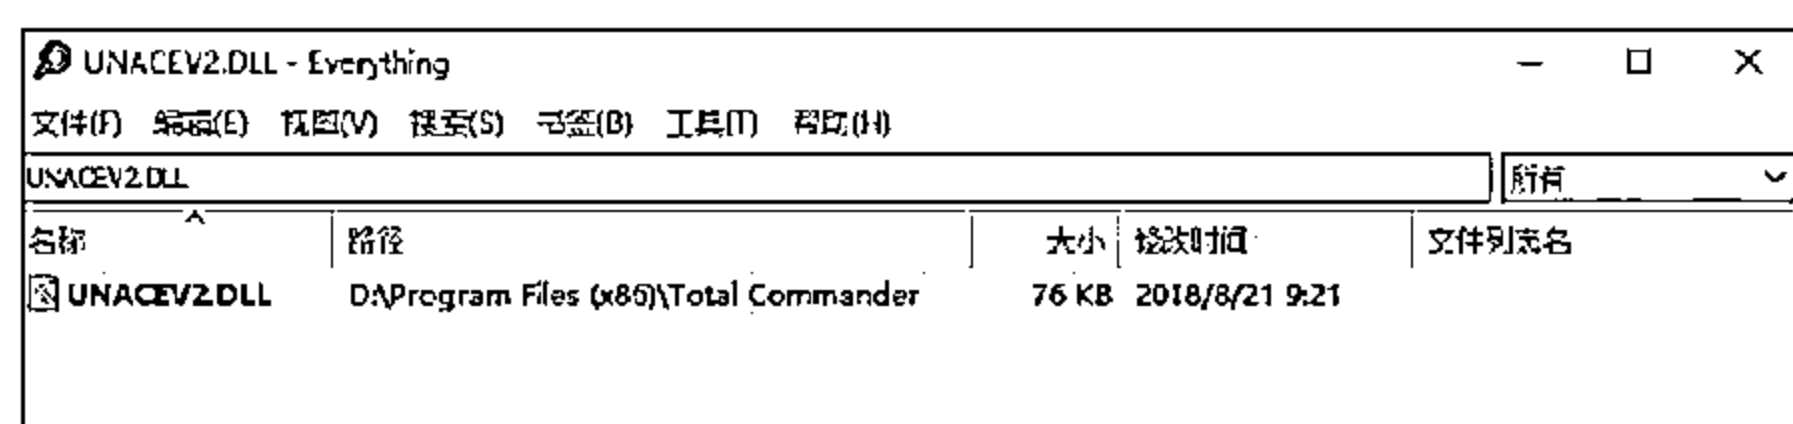 UNACEV2.DLL - Everything
文件(F) 编辑(E) 视图(V) 搜索(S) 书签(B) 工具(T) 帮助(H)
UNACEV2.DLL 所有
名称 路径 大小 修改时间 文件列表名
UNACEV2.DLL D:\Program Files (x86)\Total Commander 76 KB 2018/8/21 9:21